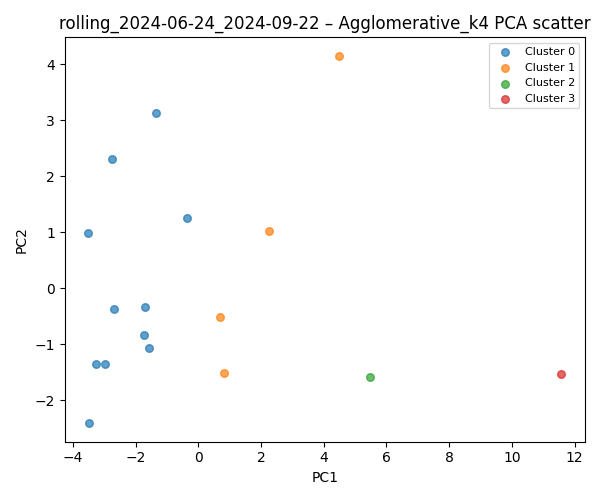 rolling_2024-06-24_2024-09-22 – Agglomerative_k4 PCA scatter
Cluster 0
Cluster 1
Cluster 2
Cluster 3
4
3
2
1
0
−1
−2
PC2
−4
−2
0
2
4
6
8
10
12
PC1